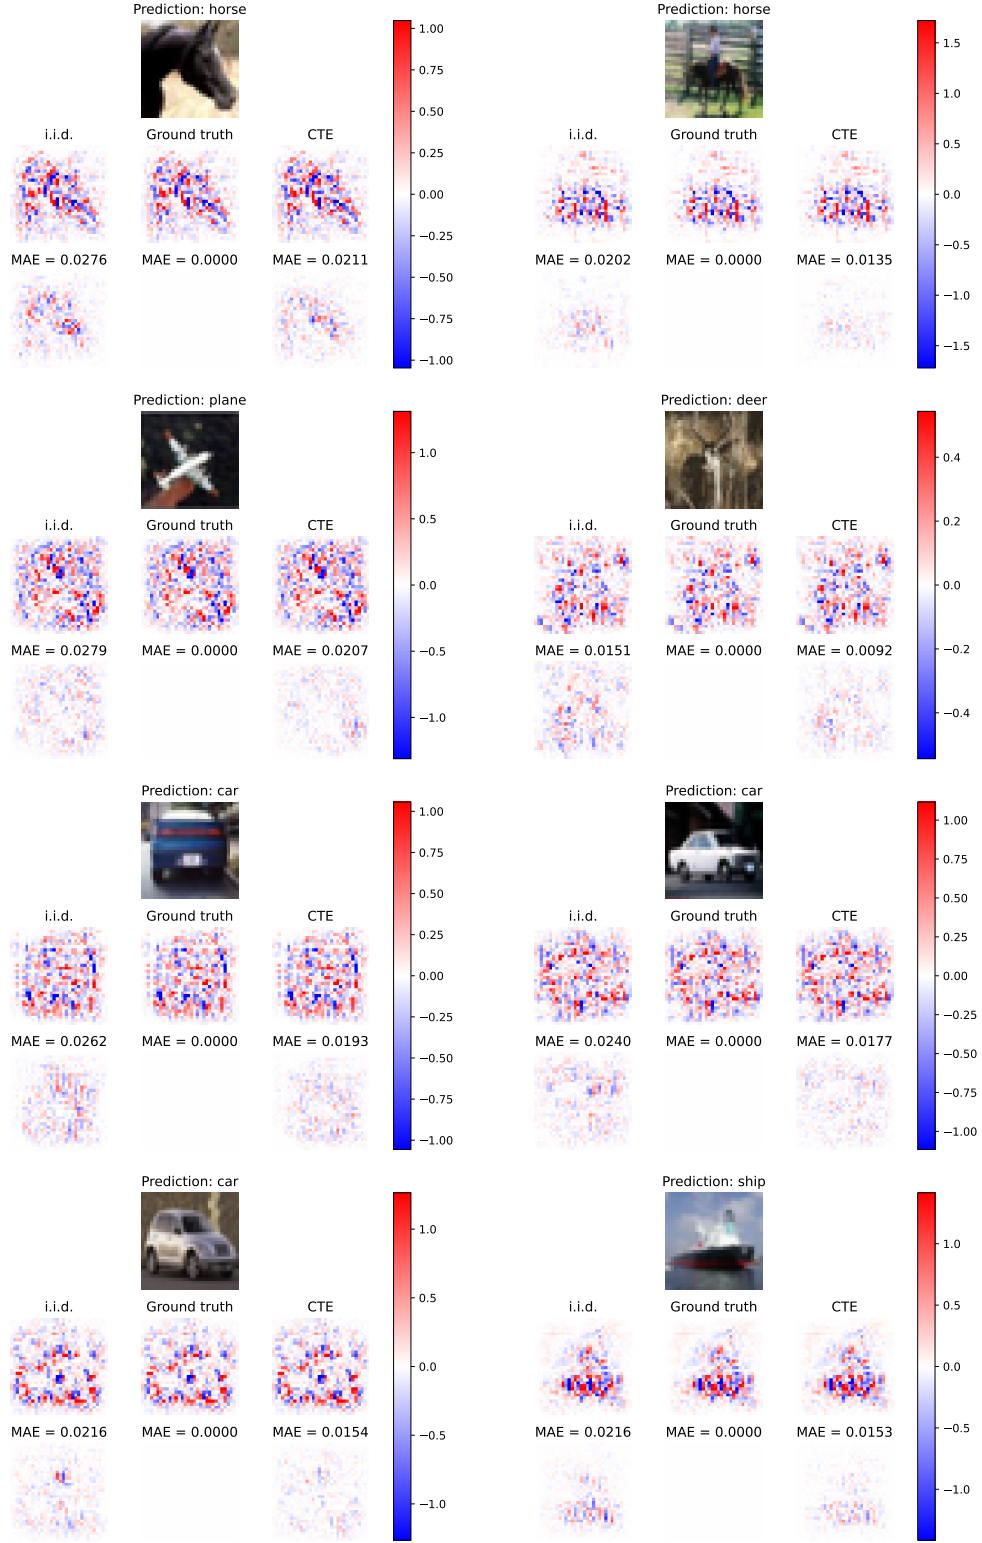 Prediction: horse
1.00
0.75
0.50
0.25
0.00
−0.25
−0.50
−0.75
−1.00
i.i.d.
Ground truth
CTE
MAE = 0.0276
MAE = 0.0000
MAE = 0.0211
Prediction: horse
1.5
1.0
0.5
0.0
−0.5
−1.0
−1.5
i.i.d.
Ground truth
CTE
MAE = 0.0202
MAE = 0.0000
MAE = 0.0135
Prediction: plane
1.0
0.5
0.0
−0.5
−1.0
i.i.d.
Ground truth
CTE
MAE = 0.0279
MAE = 0.0000
MAE = 0.0207
Prediction: deer
0.4
0.2
0.0
−0.2
−0.4
i.i.d.
Ground truth
CTE
MAE = 0.0151
MAE = 0.0000
MAE = 0.0092
Prediction: car
1.00
0.75
0.50
0.25
0.00
−0.25
−0.50
−0.75
−1.00
i.i.d.
Ground truth
CTE
MAE = 0.0262
MAE = 0.0000
MAE = 0.0193
Prediction: car
1.00
0.75
0.50
0.25
0.00
−0.25
−0.50
−0.75
−1.00
i.i.d.
Ground truth
CTE
MAE = 0.0240
MAE = 0.0000
MAE = 0.0177
Prediction: car
1.0
0.5
0.0
−0.5
−1.0
i.i.d.
Ground truth
CTE
MAE = 0.0216
MAE = 0.0000
MAE = 0.0154
Prediction: ship
1.0
0.5
0.0
−0.5
−1.0
i.i.d.
Ground truth
CTE
MAE = 0.0216
MAE = 0.0000
MAE = 0.0153